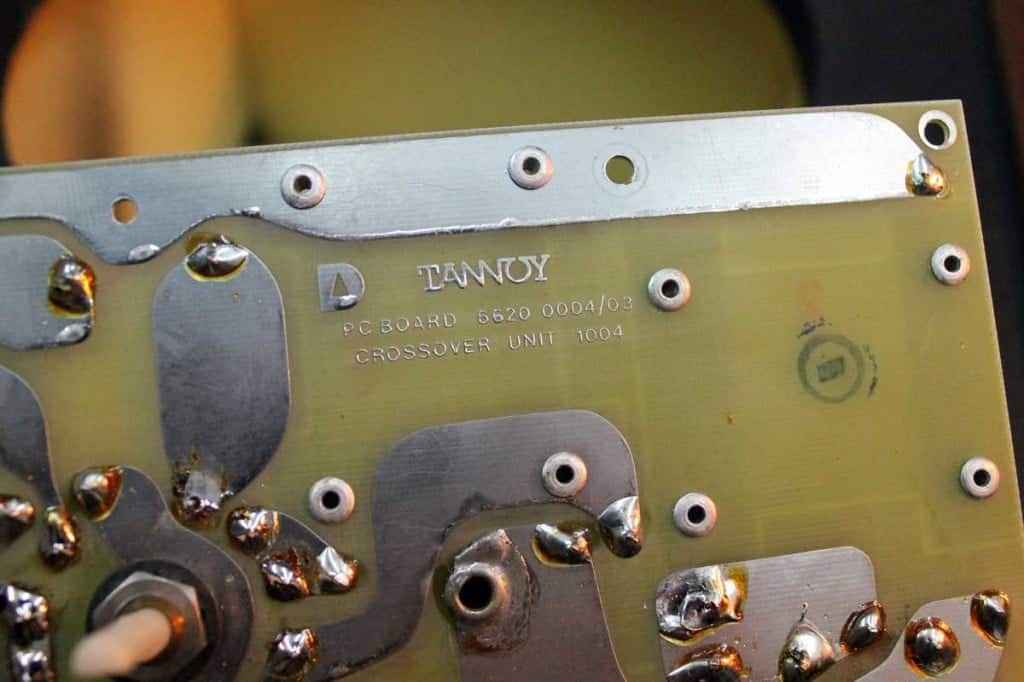 TANNOY
PC BOARD 5620 0004/03
CROSSOVER UNIT 1004